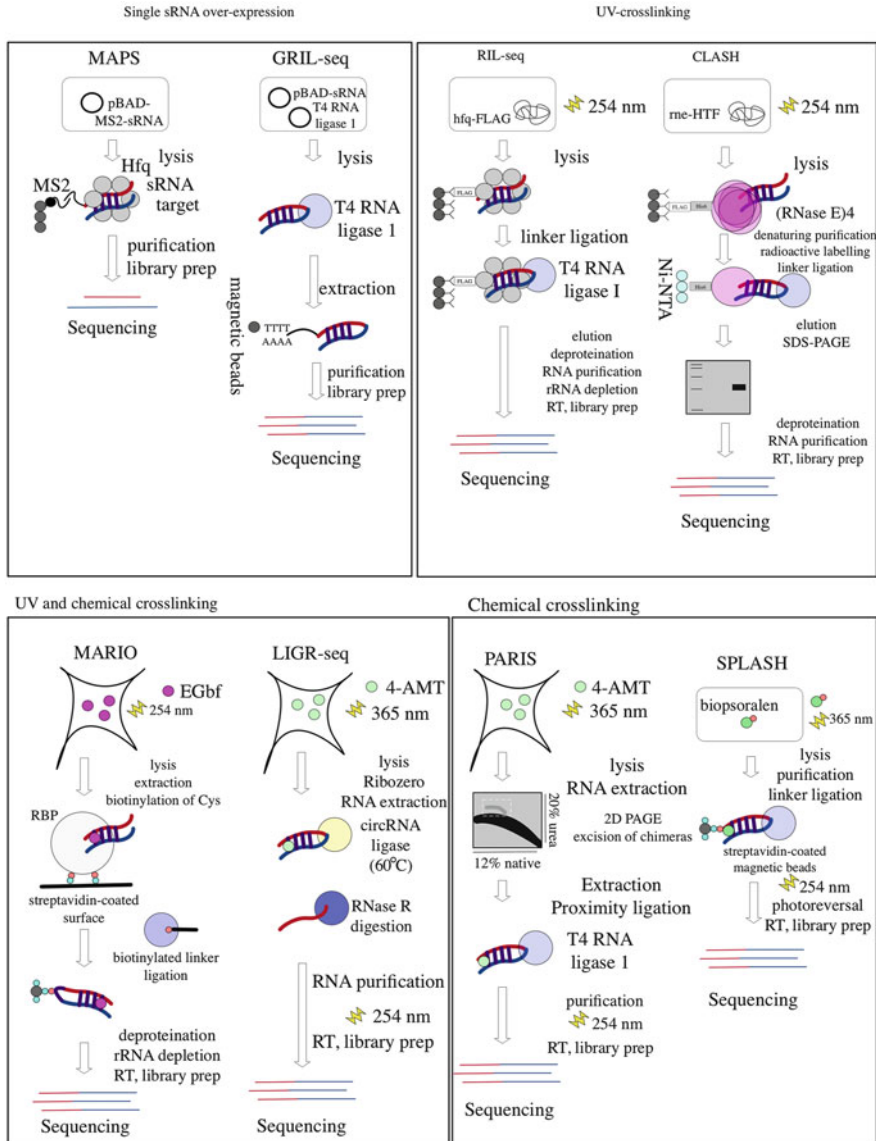 Single sRNA over-expression
MAPS
pBAD-
MS2-sRNA
lysis
Hfq
MS2
sRNA
target
purification
library prep
Sequencing
GRIL-seq
pBAD-sRNA
T4 RNA
ligase 1
lysis
T4 RNA
ligase 1
extraction
magnetic beads
TTTT
AAAA
purification
library prep
Sequencing
UV-crosslinking
RIL-seq
hfq-FLAG
254 nm
lysis
FLAG
linker ligation
T4 RNA
ligase I
FLAG
elution
deproteination
RNA purification
rRNA depletion
RT, library prep
Sequencing
CLASH
rne-HTF
254 nm
lysis
FLAG
His6
(RNase E)4
denaturing purification
radioactive labelling
linker ligation
Ni-NTA
His6
elution
SDS-PAGE
deproteination
RNA purification
RT, library prep
Sequencing
UV and chemical crosslinking
MARIO
EGbf
254 nm
lysis
extraction
biotinylation of Cys
RBP
streptavidin-coated
surface
biotinylated linker
ligation
deproteination
rRNA depletion
RT, library prep
Sequencing
LIGR-seq
4-AMT
365 nm
lysis
Ribozero
RNA extraction
circRNA
ligase
(60°C)
RNase R
digestion
RNA purification
254 nm
RT, library prep
Sequencing
Chemical crosslinking
PARIS
4-AMT
365 nm
lysis
RNA extraction
20% urea
2D PAGE
excision of chimeras
12% native
Extraction
Proximity ligation
T4 RNA
ligase 1
purification
254 nm
RT, library prep
Sequencing
SPLASH
biopsoralen
365 nm
lysis
purification
linker ligation
streptavidin-coated
magnetic beads
254 nm
photoreversal
RT, library prep
Sequencing